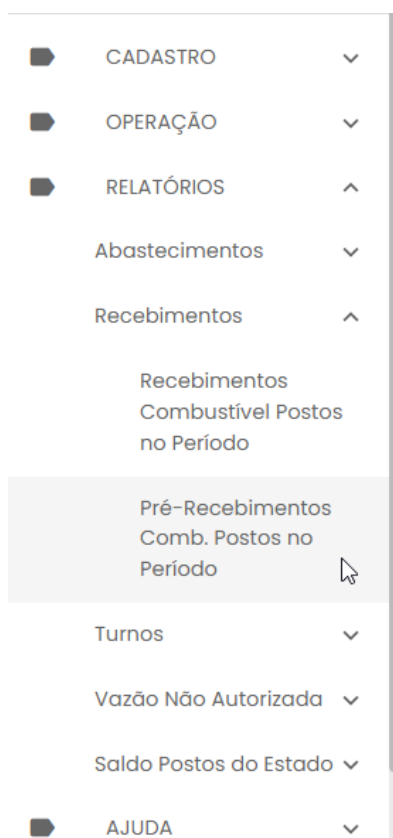 CADASTRO
OPERAÇÃO
RELATÓRIOS
Abastecimentos
Recebimentos
Recebimentos
Combustível Postos
no Período
Pré-Recebimentos
Comb. Postos no
Período
Turnos
Vazão Não Autorizada
Saldo Postos do Estado
AJUDA